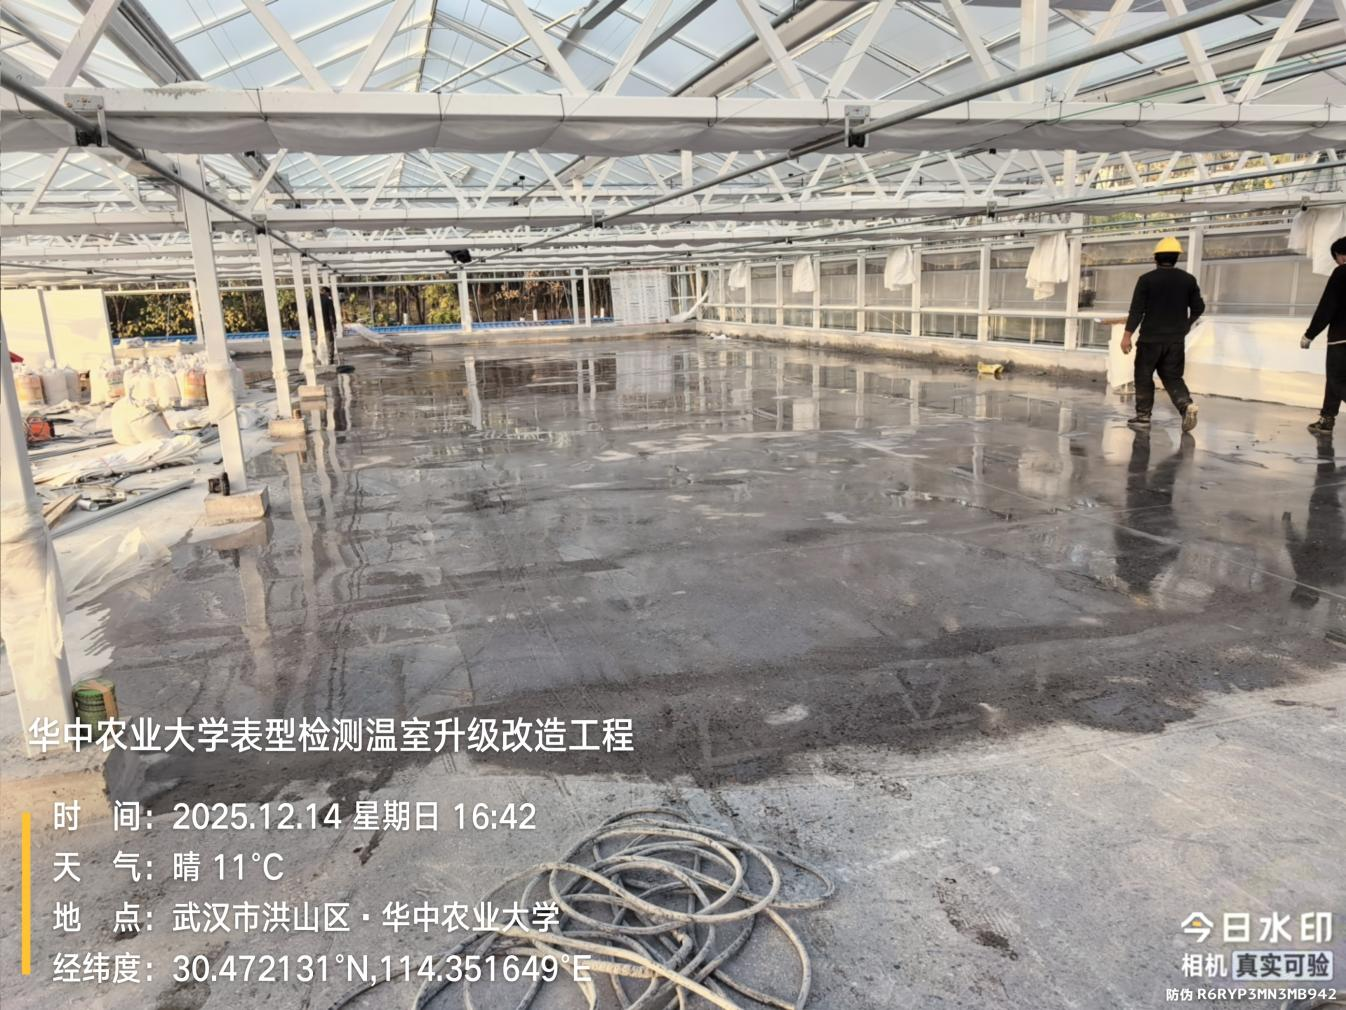 华中农业大学表型检测温室升级改造工程
时 间：2025.12.14 星期日 16:42
天 气：晴 11℃
地 点：武汉市洪山区·华中农业大学
经纬度：30.472131°N,114.351649°E
今日水印
相机 真实可验
防伪 R6RYP3MN3MB942